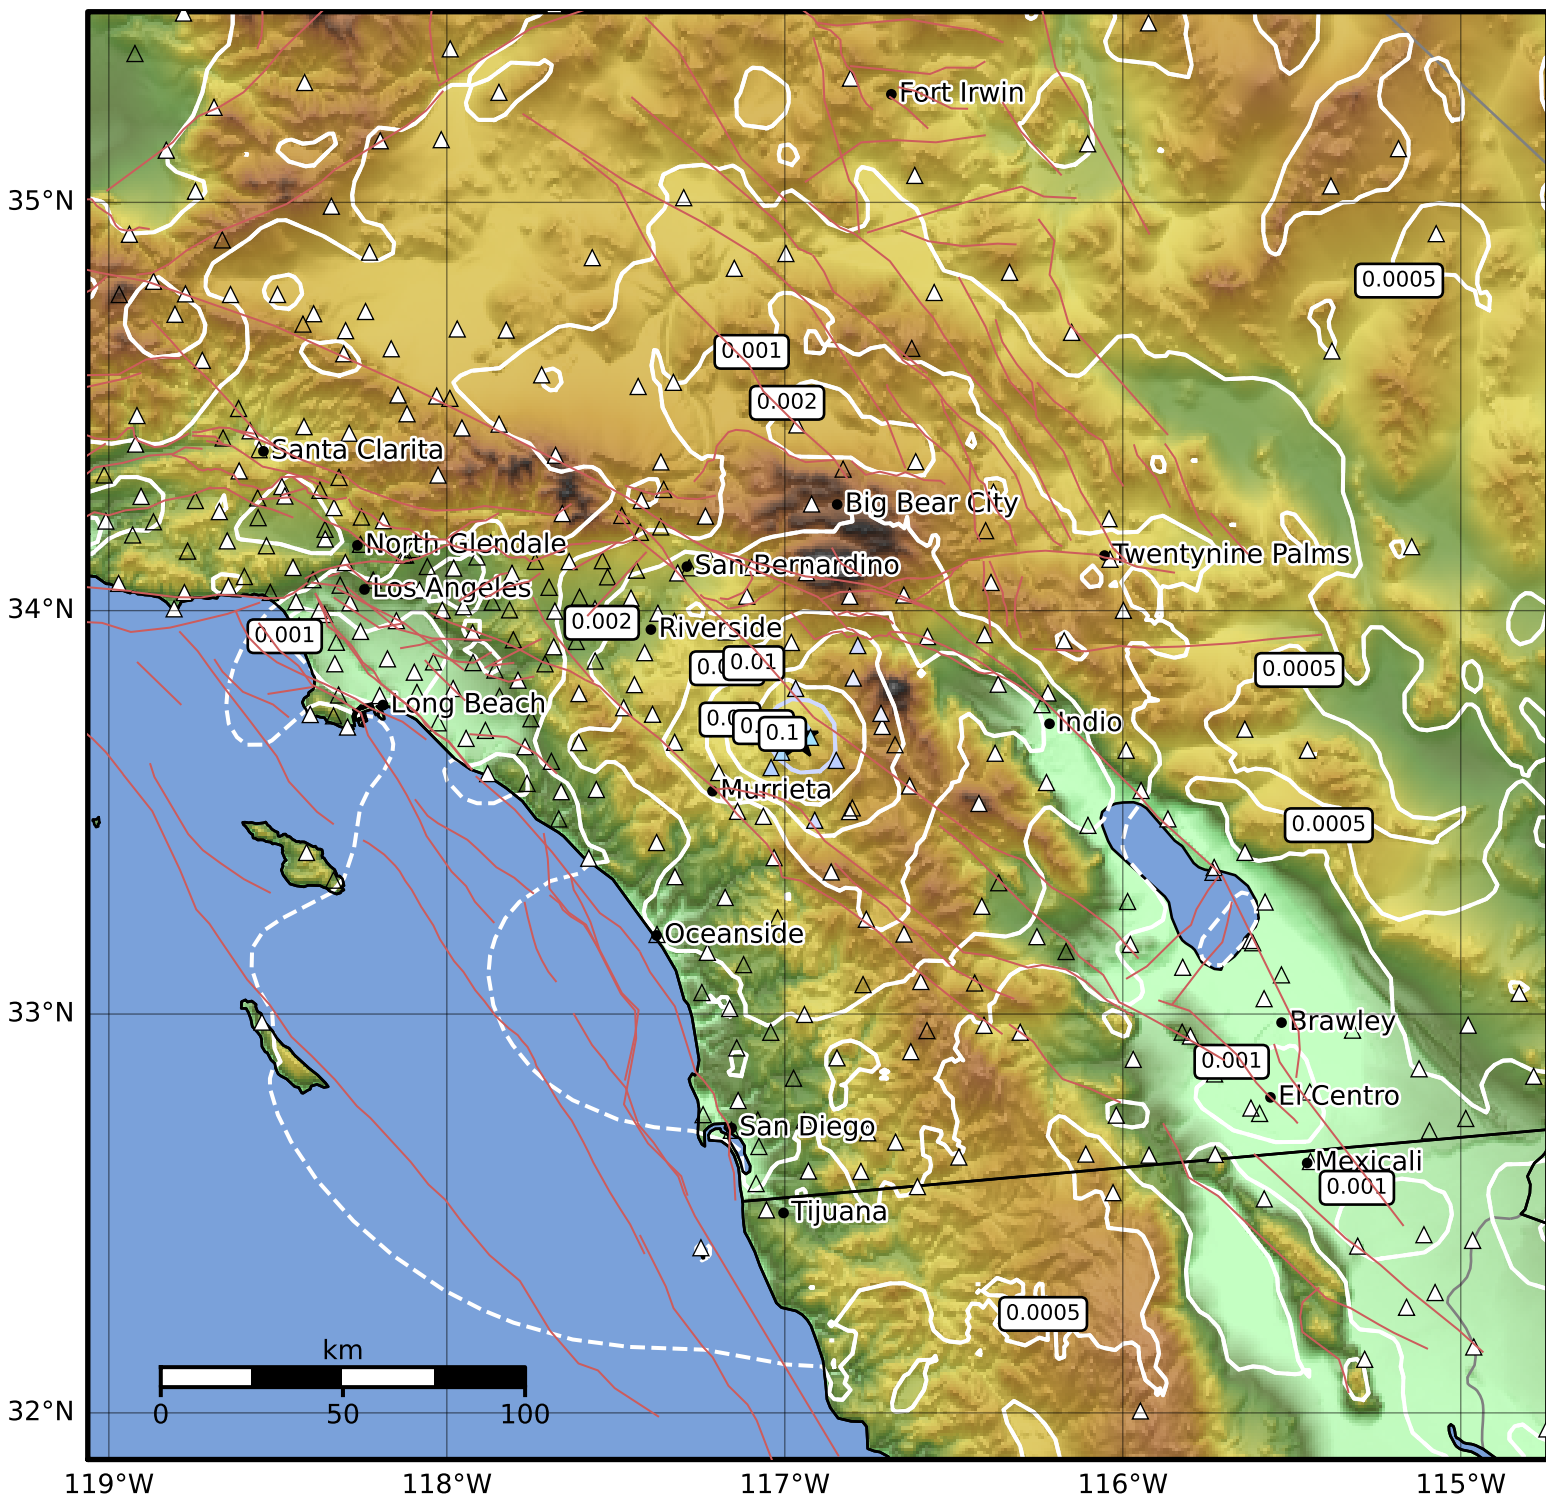 Fort Irwin
35°N
0.0005
0.001
0.002
Santa Clarita
Big Bear City
North Glendale
Twentynine Palms
San Bernardino
Los Angeles
34°N
0.002
Riverside
0.001
0.01
0.0005
Long Beach
Indio
0.1
Murrieta
0.0005
Oceanside
33°N
Brawley
0.001
El Centro
San Diego
Mexicali
0.001
Tijuana
0.0005
km
0 50 100
32°N
119°W 118°W 117°W 116°W 115°W